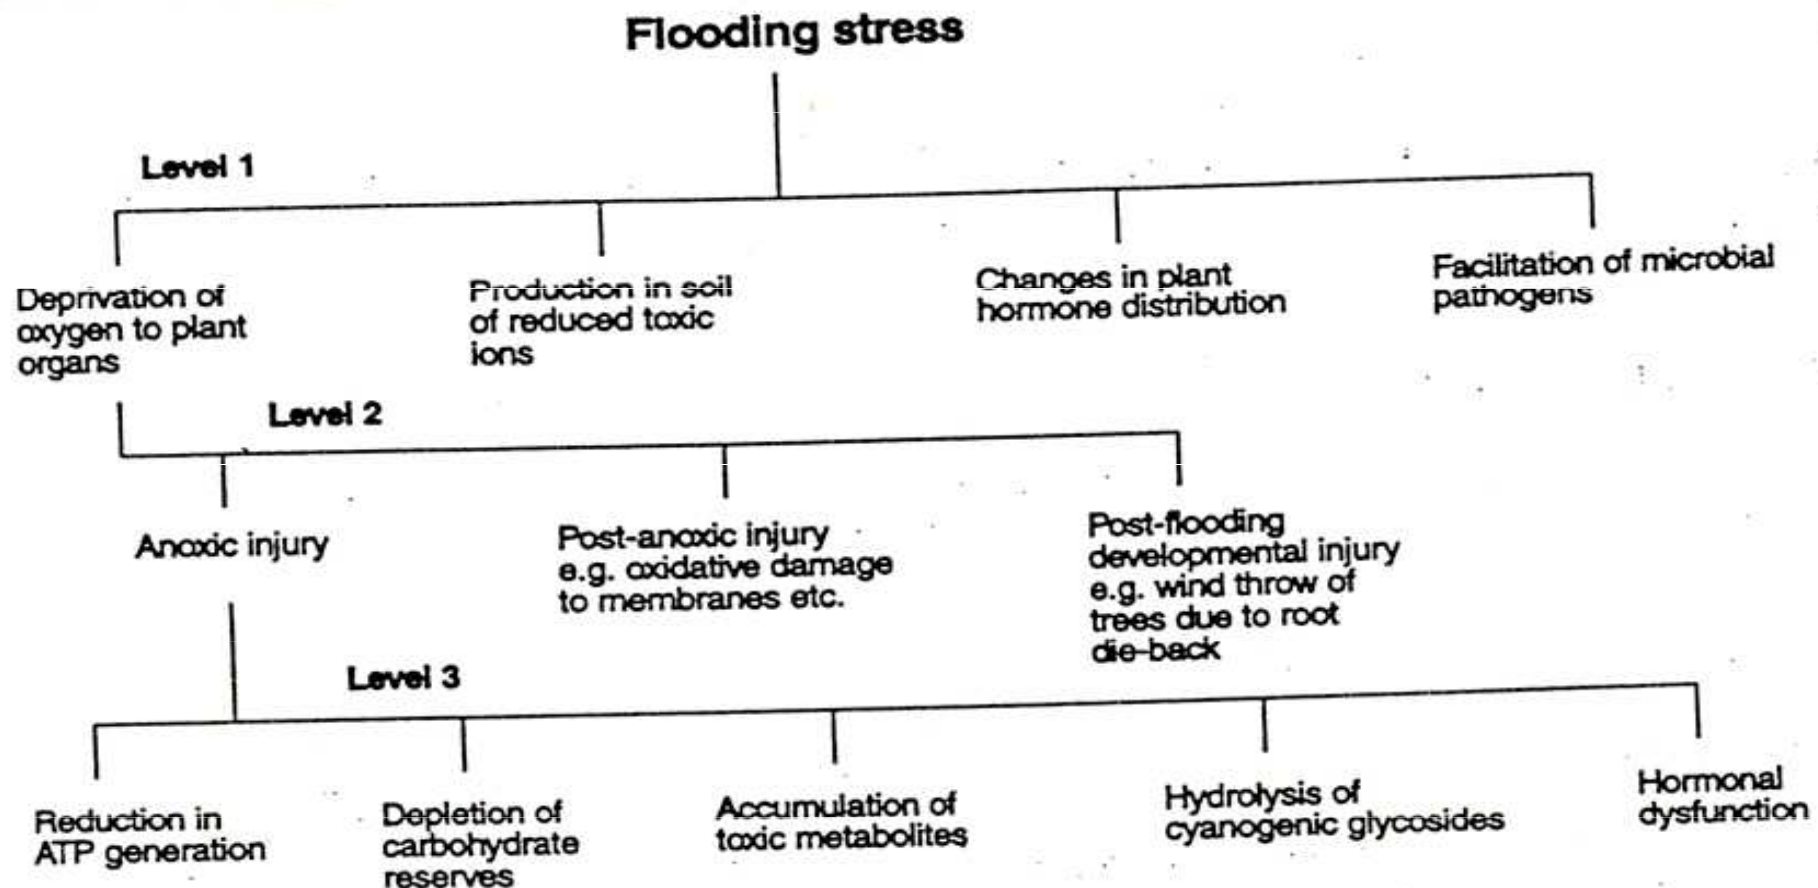 Flooding stress
Level 1
Deprivation of
oxygen to plant
organs
Production in soil
of reduced toxic
ions
Changes in plant
hormone distribution
Facilitation of microbial
pathogens
Level 2
Anoxic injury
Post-anoxic injury
e.g. oxidative damage
to membranes etc.
Post-flooding
developmental injury
e.g. wind throw of
trees due to root
die-back
Level 3
Reduction in
ATP generation
Depletion of
carbohydrate
reserves
Accumulation of
toxic metabolites
Hydrolysis of
cyanogenic glycosides
Hormonal
dysfunction